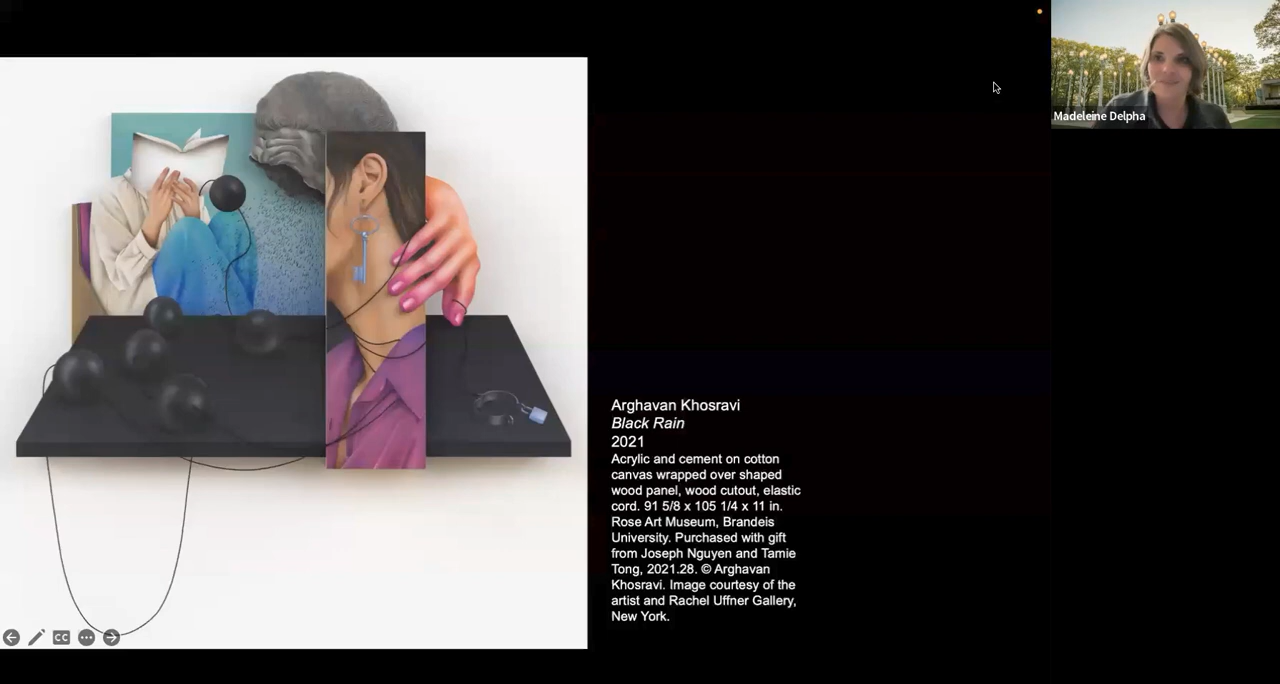 Madeleine Delpha
Arghavan Khosravi
Black Rain
2021
Acrylic and cement on cotton
canvas wrapped over shaped
wood panel, wood cutout, elastic
cord. 91 5/8 x 105 1/4 x 11 in.
Rose Art Museum, Brandeis
University. Purchased with gift
from Joseph Nguyen and Tamie
Tong, 2021.28. © Arghavan
Khosravi. Image courtesy of the
artist and Rachel Uffner Gallery,
New York.
CC